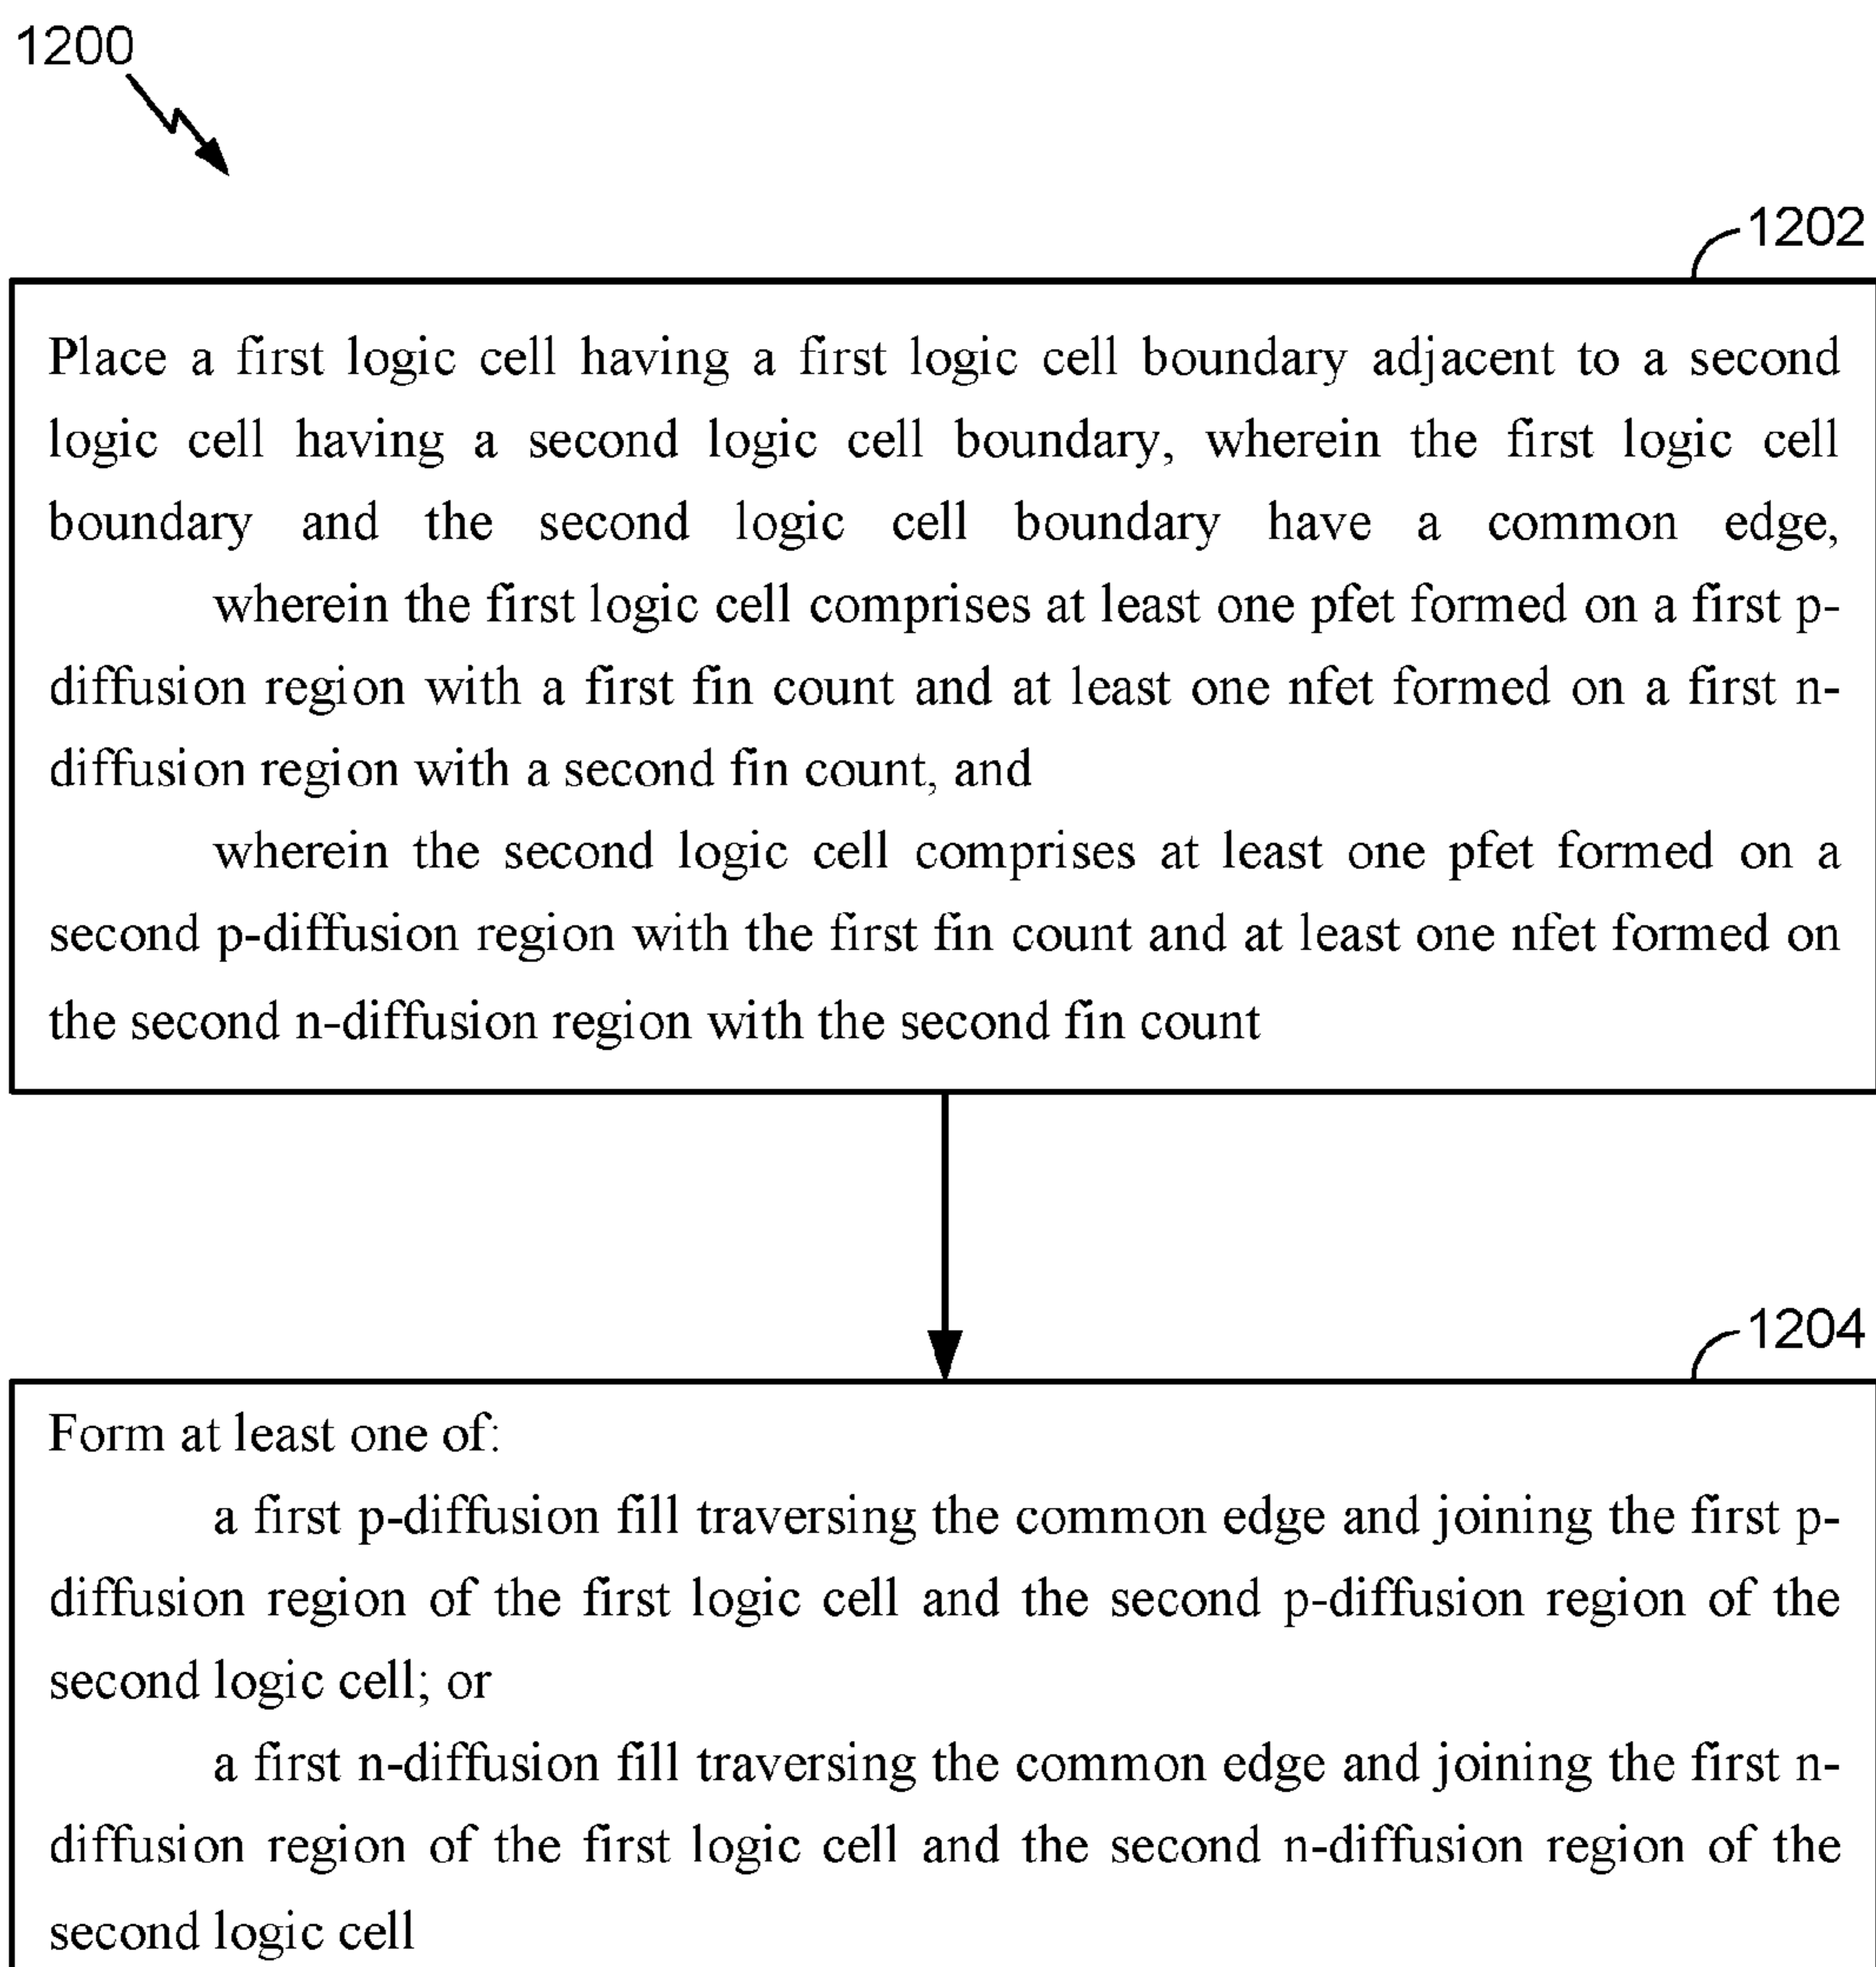 1200
1202
Place a first logic cell having a first logic cell boundary adjacent to a second
logic cell having a second logic cell boundary, wherein the first logic cell
boundary and the second logic cell boundary have a common edge,
wherein the first logic cell comprises at least one pfet formed on a first p-
diffusion region with a first fin count and at least one nfet formed on a first n-
diffusion region with a second fin count, and
wherein the second logic cell comprises at least one pfet formed on a
second p-diffusion region with the first fin count and at least one nfet formed on
the second n-diffusion region with the second fin count
1204
Form at least one of:
a first p-diffusion fill traversing the common edge and joining the first p-
diffusion region of the first logic cell and the second p-diffusion region of the
second logic cell; or
a first n-diffusion fill traversing the common edge and joining the first n-
diffusion region of the first logic cell and the second n-diffusion region of the
second logic cell